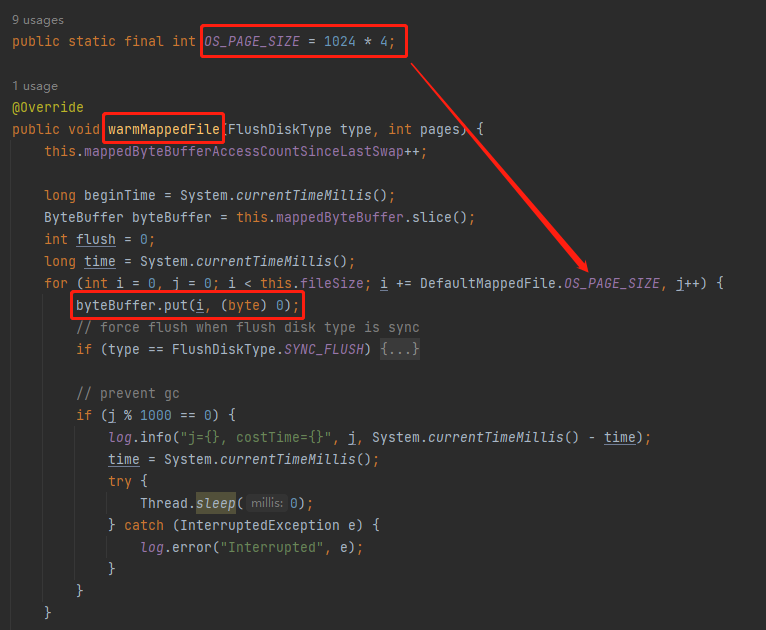 9 usages
public static final int OS_PAGE_SIZE = 1024 * 4;
1 usage
@Override
public void warmMappedFile(FlushDiskType type, int pages) {
this.mappedByteBufferAccessCountSinceLastSwap++;
long beginTime = System.currentTimeMillis();
ByteBuffer byteBuffer = this.mappedByteBuffer.slice();
int flush = 0;
long time = System.currentTimeMillis();
for (int i = 0, j = 0; i < this.fileSize; i += DefaultMappedFile.OS_PAGE_SIZE, j++) {
byteBuffer.put(i, (byte) 0);
// force flush when flush disk type is sync
if (type == FlushDiskType.SYNC_FLUSH) {...}
// prevent gc
if (j % 1000 == 0) {
log.info("j={}, costTime={}", j, System.currentTimeMillis() - time);
time = System.currentTimeMillis();
try {
Thread.sleep( millis: 0);
} catch (InterruptedException e) {
log.error("Interrupted", e);
}
}
}